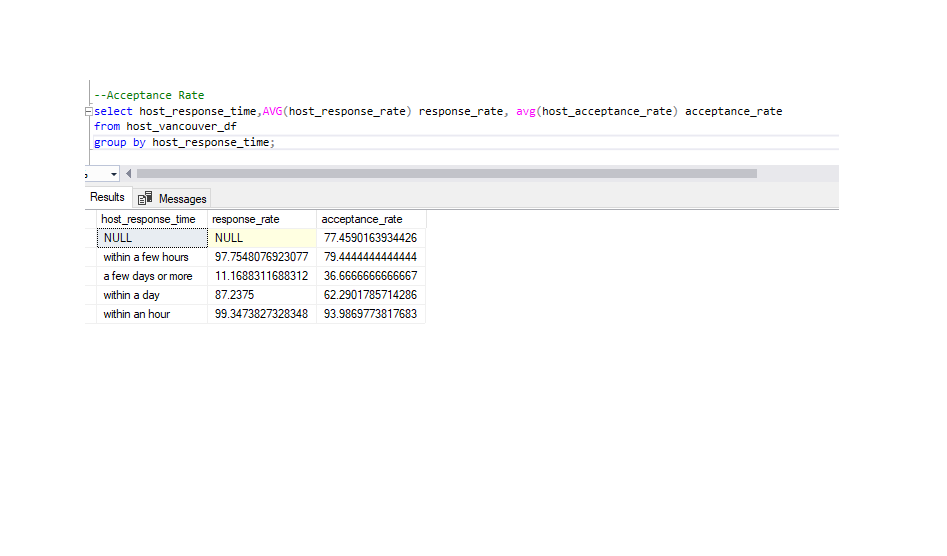 --Acceptance Rate
select host_response_time,AVG(host_response_rate) response_rate, avg(host_acceptance_rate) acceptance_rate
from host_vancouver_df
group by host_response_time;
Results Messages
host_response_time response_rate acceptance_rate
NULL NULL 77.4590163934426
within a few hours 97.7548076923077 79.4444444444444
a few days or more 11.1688311688312 36.6666666666667
within a day 87.2375 62.2901785714286
within an hour 99.3473827328348 93.9869773817683